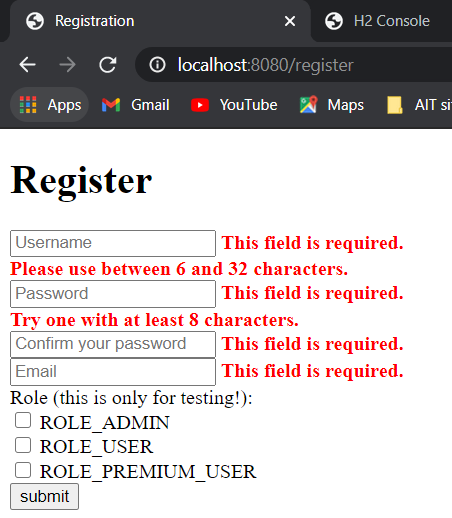 Registration
H2 Console
localhost:8080/register
Apps Gmail YouTube Maps AIT si
Register
Username This field is required.
Please use between 6 and 32 characters.
Password This field is required.
Try one with at least 8 characters.
Confirm your password This field is required.
Email This field is required.
Role (this is only for testing!):
ROLE_ADMIN
ROLE_USER
ROLE_PREMIUM_USER
submit